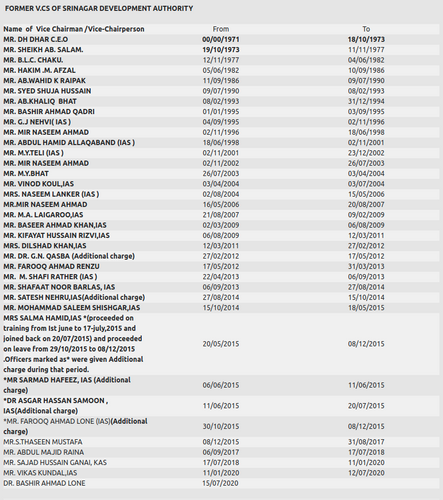 FORMER V.CS OF SRINAGAR DEVELOPMENT AUTHORITY
Name of Vice Chairman /Vice-Chairperson From To
MR. DH DHAR C.E.O 00/00/1971 18/10/1973
MR. SHEIKH AB. SALAM. 19/10/1973 11/11/1977
MR. B.L.C. CHAKU. 12/11/1977 04/06/1982
MR. HAKIM .M. AFZAL 05/06/1982 10/09/1986
MR. AB.WAHID K RAIPAK 11/09/1986 09/07/1990
MR. SYED SHUJA HUSSAIN 09/07/1990 08/02/1993
MR. AB.KHALIQ BHAT 08/02/1993 31/12/1994
MR. BASHIR AHMAD QADRI 01/01/1995 03/09/1995
MR. G.J NEHVI( IAS ) 04/09/1995 02/11/1996
MR. MIR NASEEM AHMAD 02/11/1996 18/06/1998
MR. ABDUL HAMID ALLAQABAND (IAS ) 18/06/1998 02/11/2001
MR. M.Y.TELI (IAS ) 02/11/2001 23/12/2002
MR. MIR NASEEM AHMAD 02/11/2002 26/07/2003
MR. M.Y.BHAT 26/07/2003 03/04/2004
MR. VINOD KOUL,IAS 03/04/2004 03/07/2004
MRS. NASEEM LANKER (IAS ) 02/08/2004 15/05/2006
MR.MIR NASEEM AHMAD 16/05/2006 20/08/2007
MR. M.A. LAIGAROO,IAS 21/08/2007 09/02/2009
MR. BASEER AHMAD KHAN,IAS 02/03/2009 06/08/2009
MR. KIFAYAT HUSSAIN RIZVI,IAS 06/08/2009 12/03/2011
MRS. DILSHAD KHAN,IAS 12/03/2011 27/02/2012
MR. DR. G.N. QASBA (Additional charge) 27/02/2012 17/05/2012
MR. FAROOQ AHMAD RENZU 17/05/2012 31/03/2013
MR. M. SHAFI RATHER (IAS ) 22/04/2013 06/09/2013
MR. SHAFAAT NOOR BARLAS, IAS 06/09/2013 27/08/2014
MR. SATESH NEHRU,IAS(Additional charge) 27/08/2014 15/10/2014
MR. MOHAMMAD SALEEM SHISHGAR,IAS 15/10/2014 18/05/2015
MRS SALMA HAMID,IAS *(proceeded on
training from Ist june to 17-july,2015 and
joined back on 20/07/2015) and proceeded
on leave from 29/10/2015 to 08/12/2015 20/05/2015 08/12/2015
.Officers marked as* were given Additional
charge during that period.
*MR SARMAD HAFEEZ, IAS (Additional
charge) 06/06/2015 11/06/2015
*DR ASGAR HASSAN SAMOON ,
IAS(Additional charge) 11/06/2015 20/07/2015
*MR. FAROOQ AHMAD LONE (IAS)(Additional
charge) 30/10/2015 08/12/2015
MR.S.THASEEN MUSTAFA 08/12/2015 31/08/2017
MR. ABDUL MAJID RAINA 06/09/2017 17/07/2018
MR. SAJAD HUSSAIN GANAI, KAS 17/07/2018 11/01/2020
MR. VIKAS KUNDAL,IAS 11/01/2020 12/07/2020
DR. BASHIR AHMAD LONE 15/07/2020